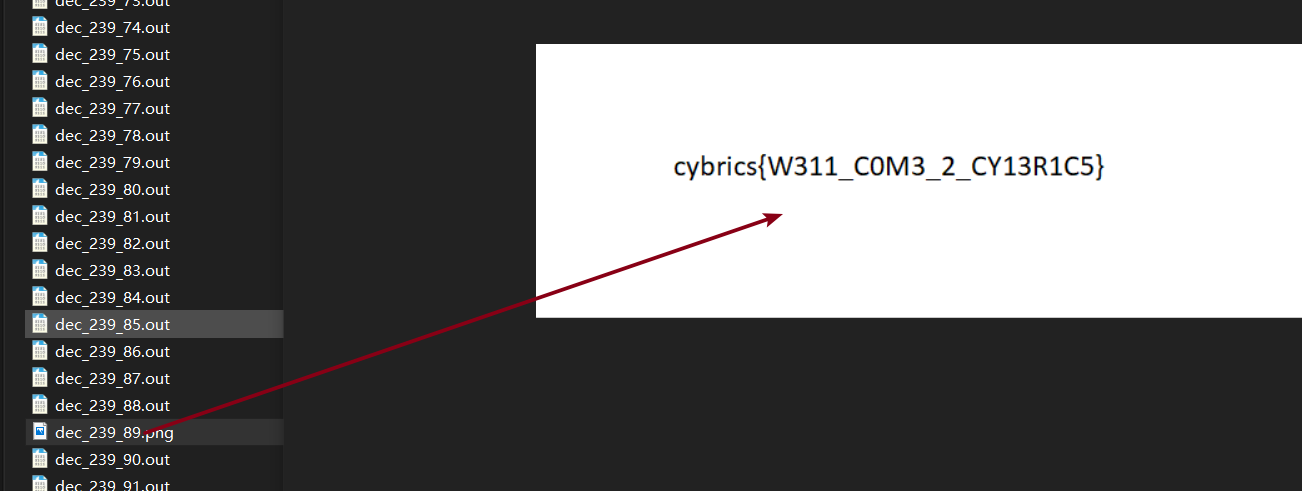 dec_239_73.out
dec_239_74.out
dec_239_75.out
dec_239_76.out
dec_239_77.out
dec_239_78.out
dec_239_79.out
dec_239_80.out
dec_239_81.out
dec_239_82.out
dec_239_83.out
dec_239_84.out
dec_239_85.out
dec_239_86.out
dec_239_87.out
dec_239_88.out
dec_239_89.png
dec_239_90.out
dec_239_91.out
cybrics{W311_C0M3_2_CY13R1C5}